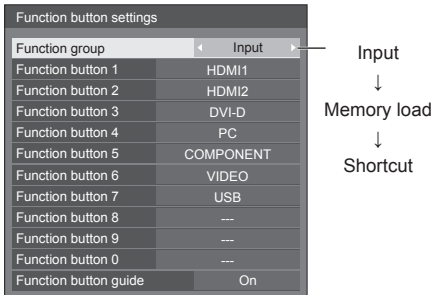 Function button settings
Function group Input
Function button 1 HDMI1
Function button 2 HDMI2
Function button 3 DVI-D
Function button 4 PC
Function button 5 COMPONENT
Function button 6 VIDEO
Function button 7 USB
Function button 8 ---
Function button 9 ---
Function button 0 ---
Function button guide On
Input
↓
Memory load
↓
Shortcut